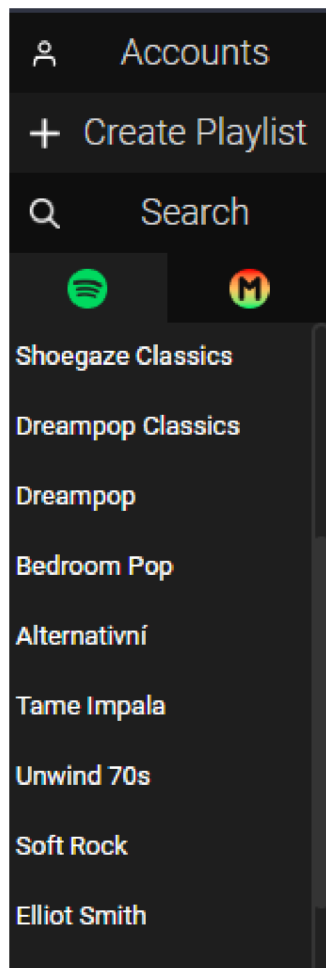 Accounts
Create Playlist
Search
M
Shoegaze Classics
Dreampop Classics
Dreampop
Bedroom Pop
Alternativní
Tame Impala
Unwind 70s
Soft Rock
Elliot Smith